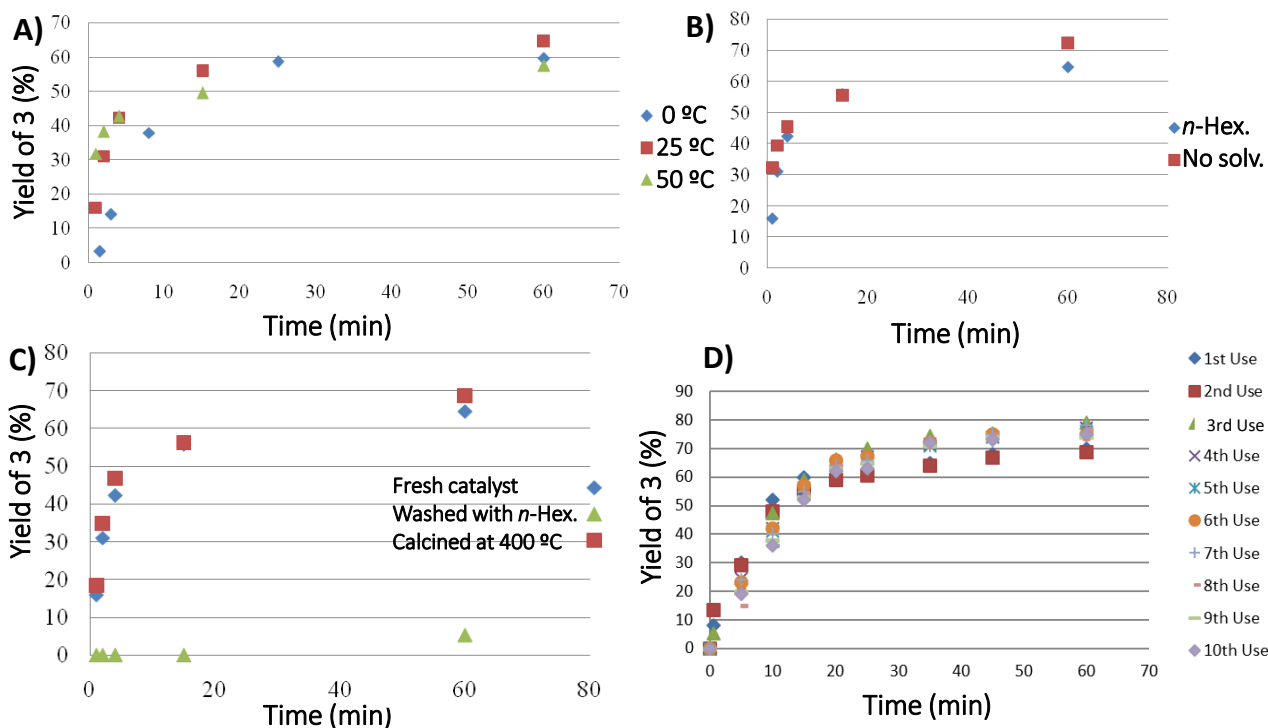 A)
Yield of 3 (%)
70
60
50
40
30
20
10
0
0 10 20 30 40 50 60 70
Time (min)
0 ºC
25 ºC
50 ºC
B)
Yield of 3 (%)
80
70
60
50
40
30
20
10
0
0 20 40 60 80
Time (min)
n-Hex.
No solv.
C)
Yield of 3 (%)
80
70
60
50
40
30
20
10
0
0 20 40 60 80
Time (min)
Fresh catalyst
Washed with n-Hex.
Calcined at 400 ºC
D)
Yield of 3 (%)
90
80
70
60
50
40
30
20
10
0
0 10 20 30 40 50 60 70
Time (min)
1st Use
2nd Use
3rd Use
4th Use
5th Use
6th Use
7th Use
8th Use
9th Use
10th Use